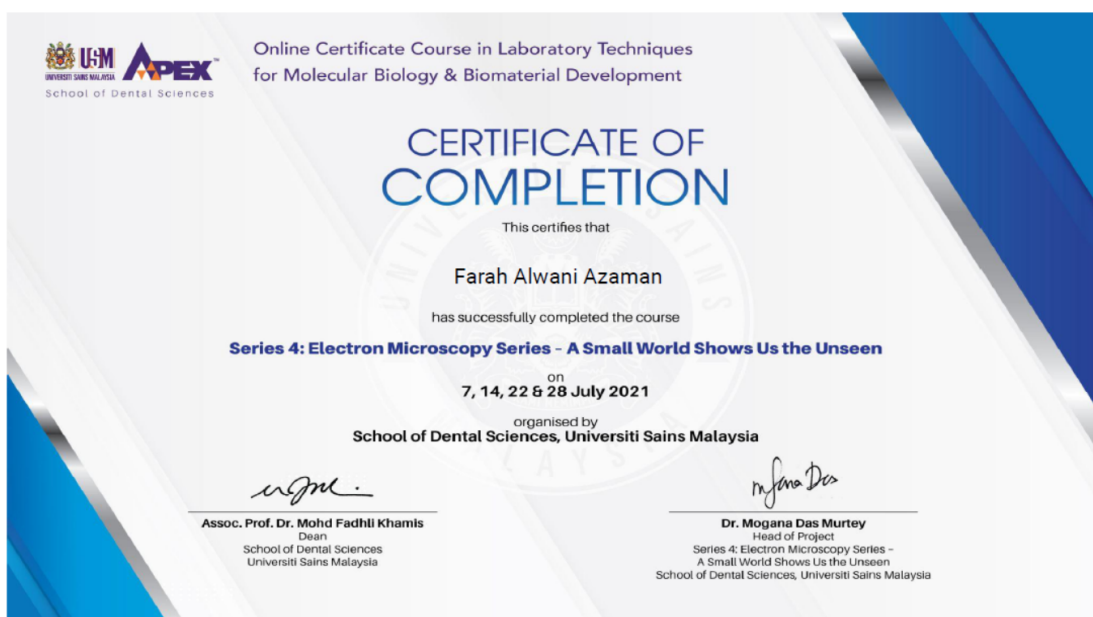 USM APEX™
UNIVERSITI SAINS MALAYSIA
School of Dental Sciences
Online Certificate Course in Laboratory Techniques
for Molecular Biology & Biomaterial Development
CERTIFICATE OF
COMPLETION
This certifies that
Farah Alwani Azaman
has successfully completed the course
Series 4: Electron Microscopy Series – A Small World Shows Us the Unseen
on
7, 14, 22 & 28 July 2021
organised by
School of Dental Sciences, Universiti Sains Malaysia
UNIVERSITI SAINS
MALAYSIA
Assoc. Prof. Dr. Mohd Fadhli Khamis
Dean
School of Dental Sciences
Universiti Sains Malaysia
Dr. Mogana Das Murtey
Head of Project
Series 4: Electron Microscopy Series –
A Small World Shows Us the Unseen
School of Dental Sciences, Universiti Sains Malaysia